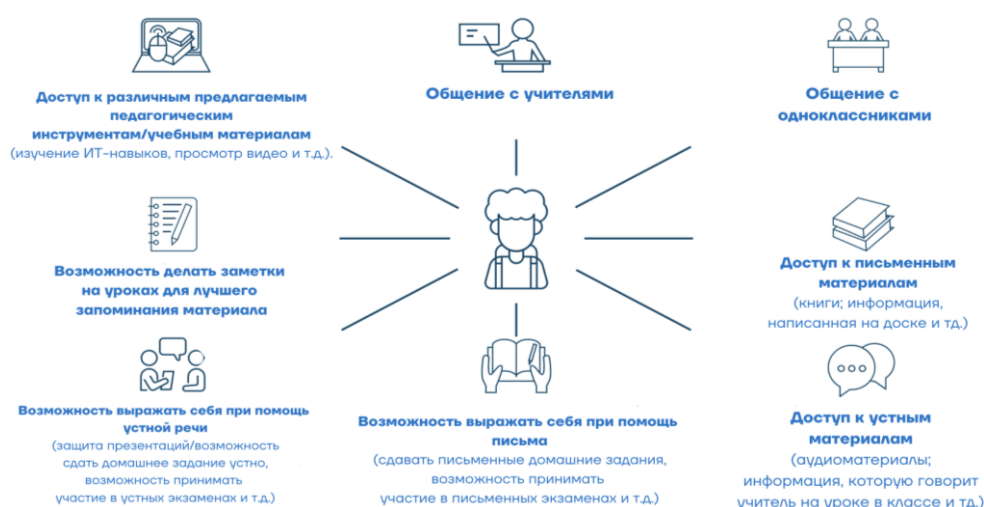 Доступ к различным предлагаемым
педагогическим
инструментам/учебным материалам
(изучение ИТ-навыков, просмотр видео и т.д.).
Общение с учителями
Общение с
одноклассниками
Возможность делать заметки
на уроках для лучшего
запоминания материала
Доступ к письменным
материалам
(книги; информация,
написанная на доске и тд.)
Возможность выражать себя при помощь
устной речи
(защита презентаций/возможность
сдать домашнее задание устно,
возможность принимать
участие в устных экзаменах и т.д.)
Возможность выражать себя при помощь
письма
(сдавать письменные домашние задания,
возможность принимать
участие в письменных экзаменах и т.д.)
Доступ к устным
материалам
(аудиоматериалы;
информация, которую говорит
учитель на уроке в классе и тд.)